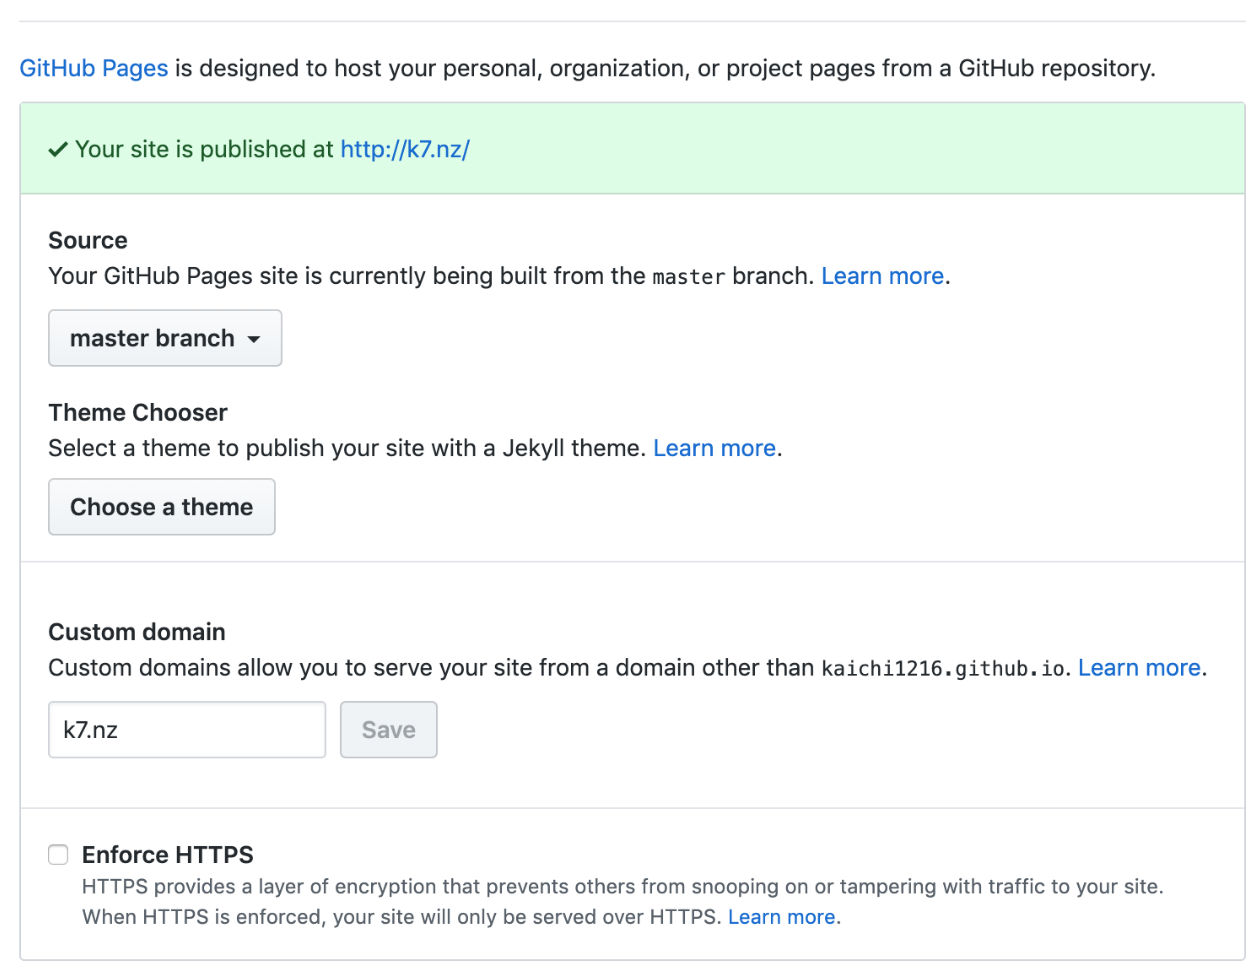 GitHub Pages is designed to host your personal, organization, or project pages from a GitHub repository.
✓ Your site is published at http://k7.nz/
Source
Your GitHub Pages site is currently being built from the master branch. Learn more.
master branch
Theme Chooser
Select a theme to publish your site with a Jekyll theme. Learn more.
Choose a theme
Custom domain
Custom domains allow you to serve your site from a domain other than kaichi1216.github.io. Learn more.
k7.nz Save
Enforce HTTPS
HTTPS provides a layer of encryption that prevents others from snooping on or tampering with traffic to your site.
When HTTPS is enforced, your site will only be served over HTTPS. Learn more.